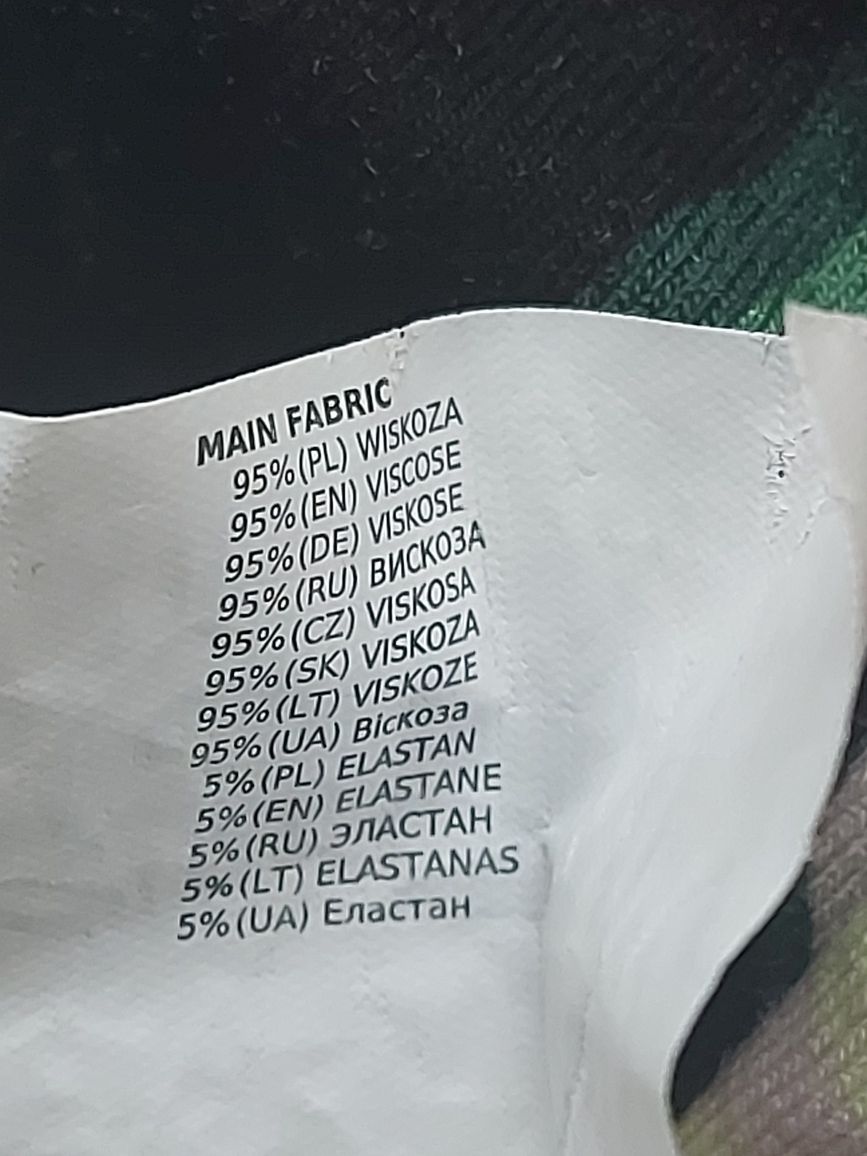 MAIN FABRIC
95%(PL) WISKOZA
95%(EN) VISCOSE
95%(DE) VISKOSE
95%(RU) ВИСКОЗА
95%(CZ) VISKOSA
95%(SK) VISKOZA
95%(LT) VISKOZE
95%(UA) Віскоза
5%(PL) ELASTAN
5%(EN) ELASTANE
5%(RU) ЭЛАСТАН
5%(LT) ELASTANAS
5%(UA) Еластан